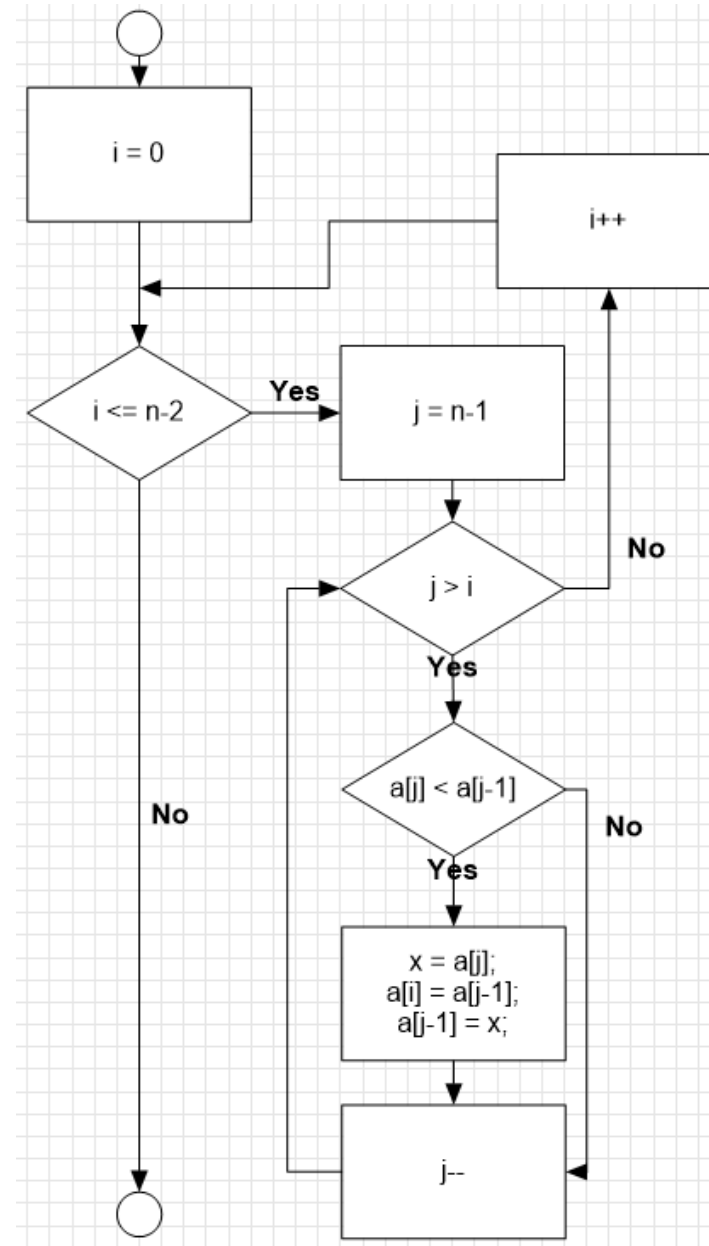 i = 0
i++
i <= n-2
Yes
j = n-1
No
j > i
Yes
a[j] < a[j-1]
No
No
Yes
x = a[j];
a[i] = a[j-1];
a[j-1] = x;
j--